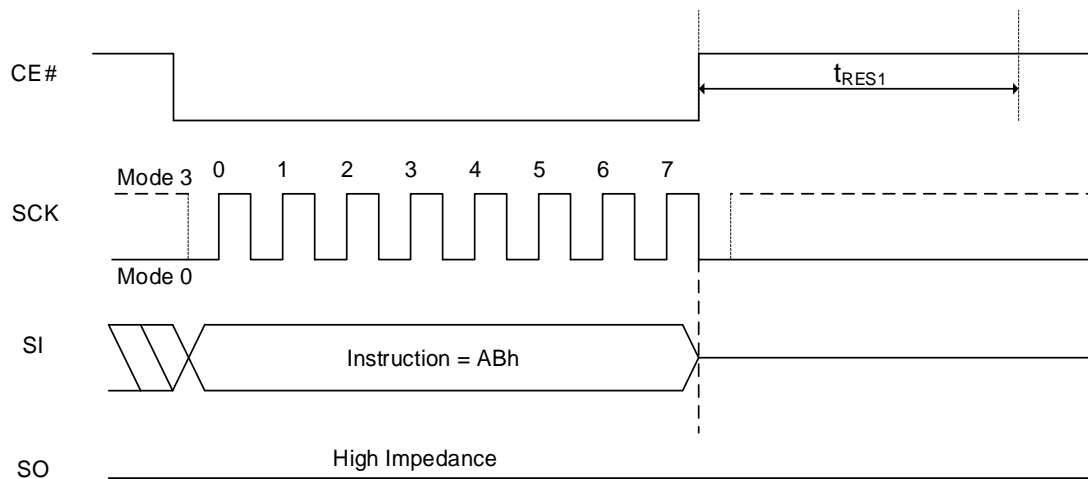 CE#
tRES1
0 1 2 3 4 5 6 7
Mode 3
SCK
Mode 0
SI
Instruction = ABh
High Impedance
SO